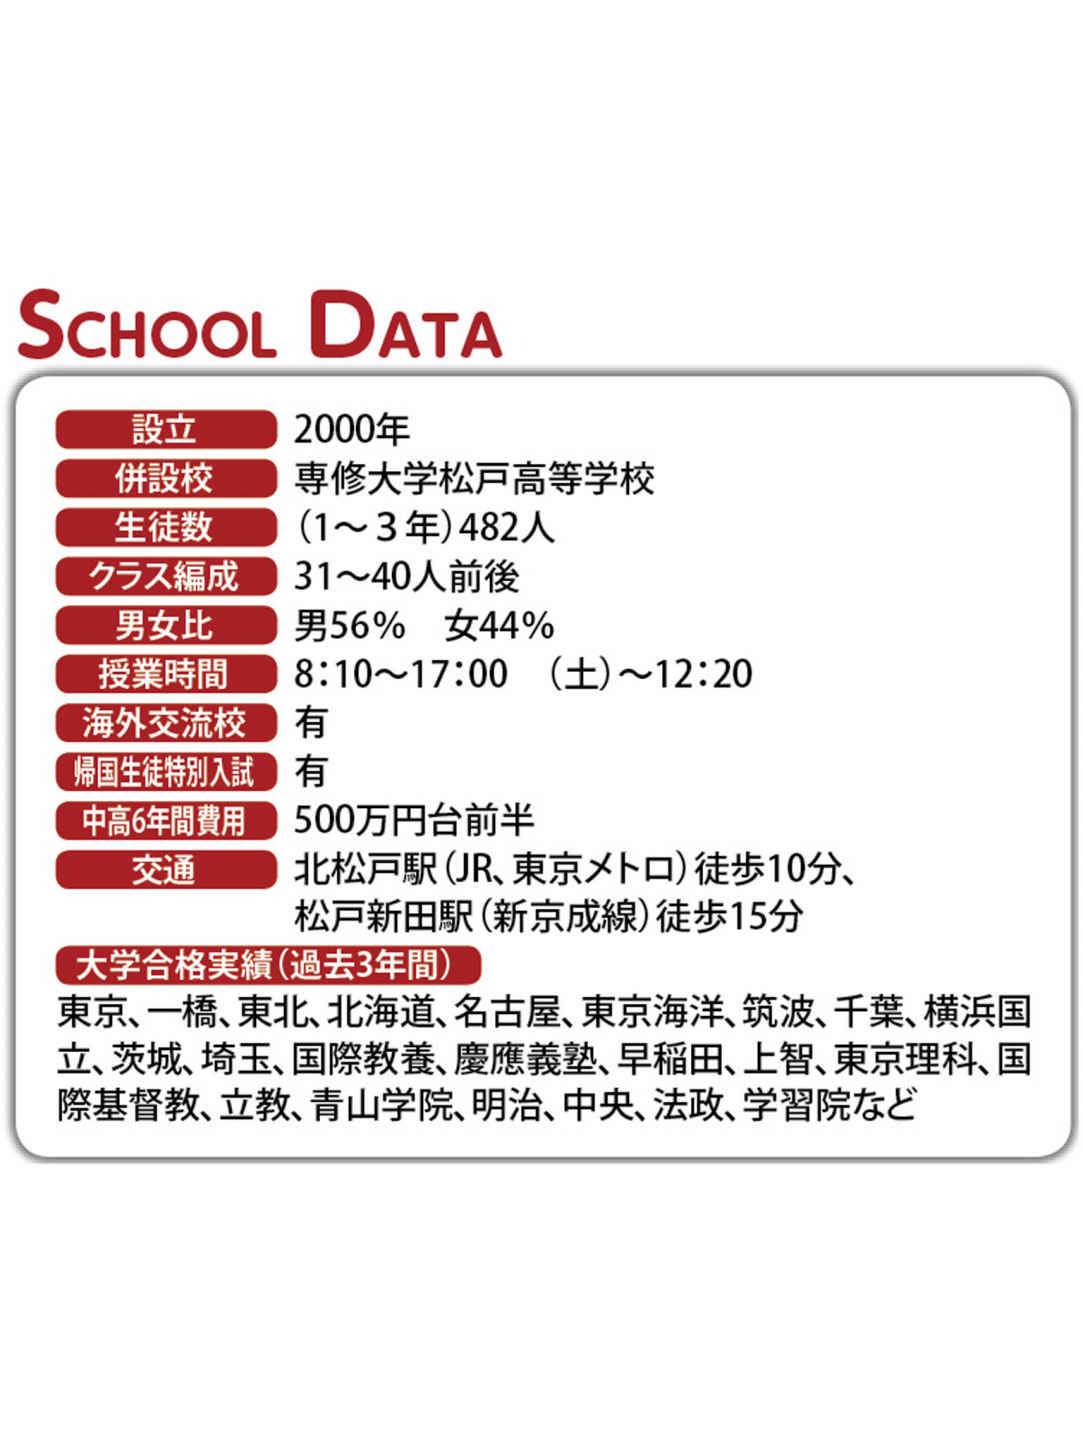 SCHOOL DATA
設立 2000年
併設校 専修大学松戸高等学校
生徒数 （1〜３年）482人
クラス編成 31〜40人前後
男女比 男56%　女44%
授業時間 8：10〜17：00　（土）〜12：20
海外交流校 有
帰国生徒特別入試 有
中高6年間費用 500万円台前半
交通 北松戸駅（JR、東京メトロ）徒歩10分、
松戸新田駅（新京成線）徒歩15分
大学合格実績（過去3年間）
東京、一橋、東北、北海道、名古屋、東京海洋、筑波、千葉、横浜国
立、茨城、埼玉、国際教養、慶應義塾、早稲田、上智、東京理科、国
際基督教、立教、青山学院、明治、中央、法政、学習院など